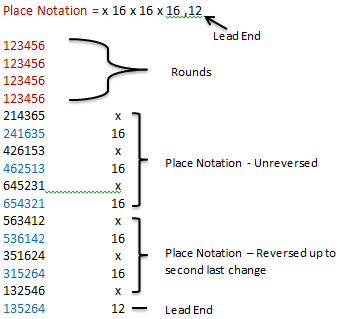 Place Notation = x 16 x 16 x 16 ,12
Lead End
123456
123456
Rounds
123456
123456
214365 x
241635 16
426153 x
462513 16
Place Notation - Unreversed
645231 x
654321 16
563412 x
536142 16
351624 x
Place Notation – Reversed up to
second last change
315264 16
132546 x
135264 12
Lead End